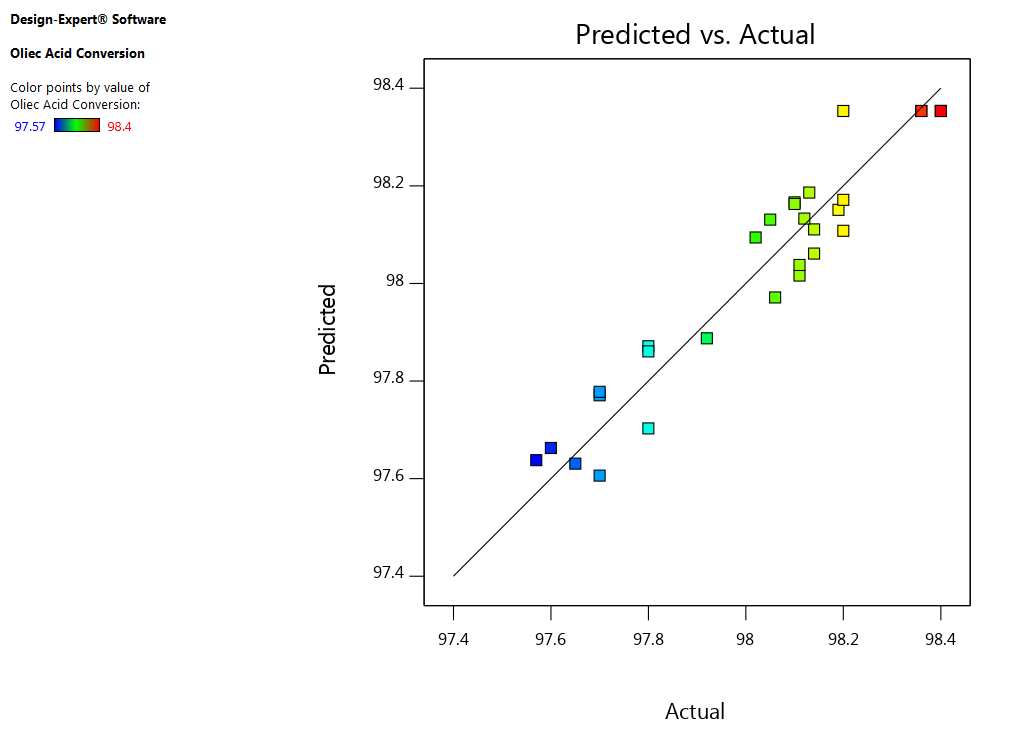 Design-Expert® Software
Oliec Acid Conversion
Color points by value of
Oliec Acid Conversion:
97.57 98.4
Predicted vs. Actual
98.4
98.2
98
97.8
97.6
97.4
Predicted
97.4 97.6 97.8 98 98.2 98.4
Actual